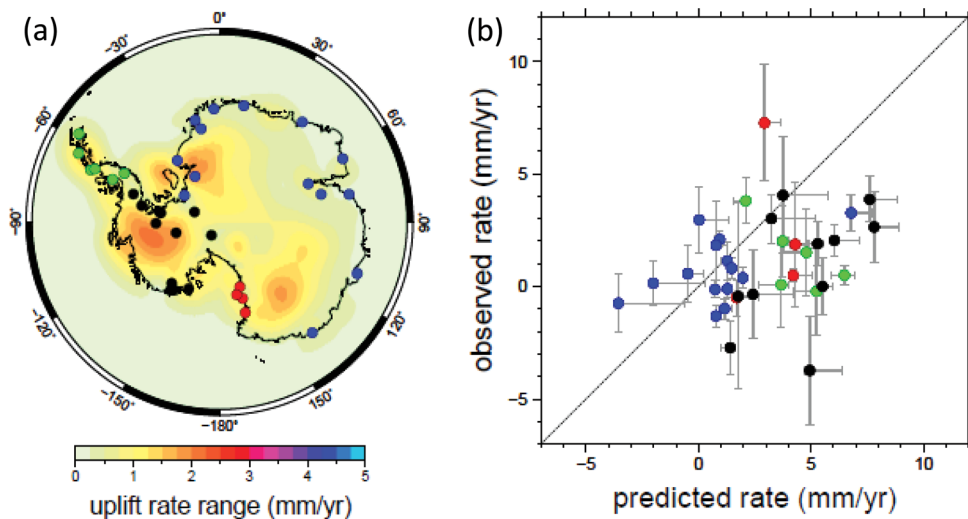 (a)
0°
30°
60°
90°
120°
150°
−180°
−150°
−120°
−90°
−60°
−30°
0 1 2 3 4 5
uplift rate range (mm/yr)
(b)
observed rate (mm/yr)
10
5
0
−5
−5 0 5 10
predicted rate (mm/yr)